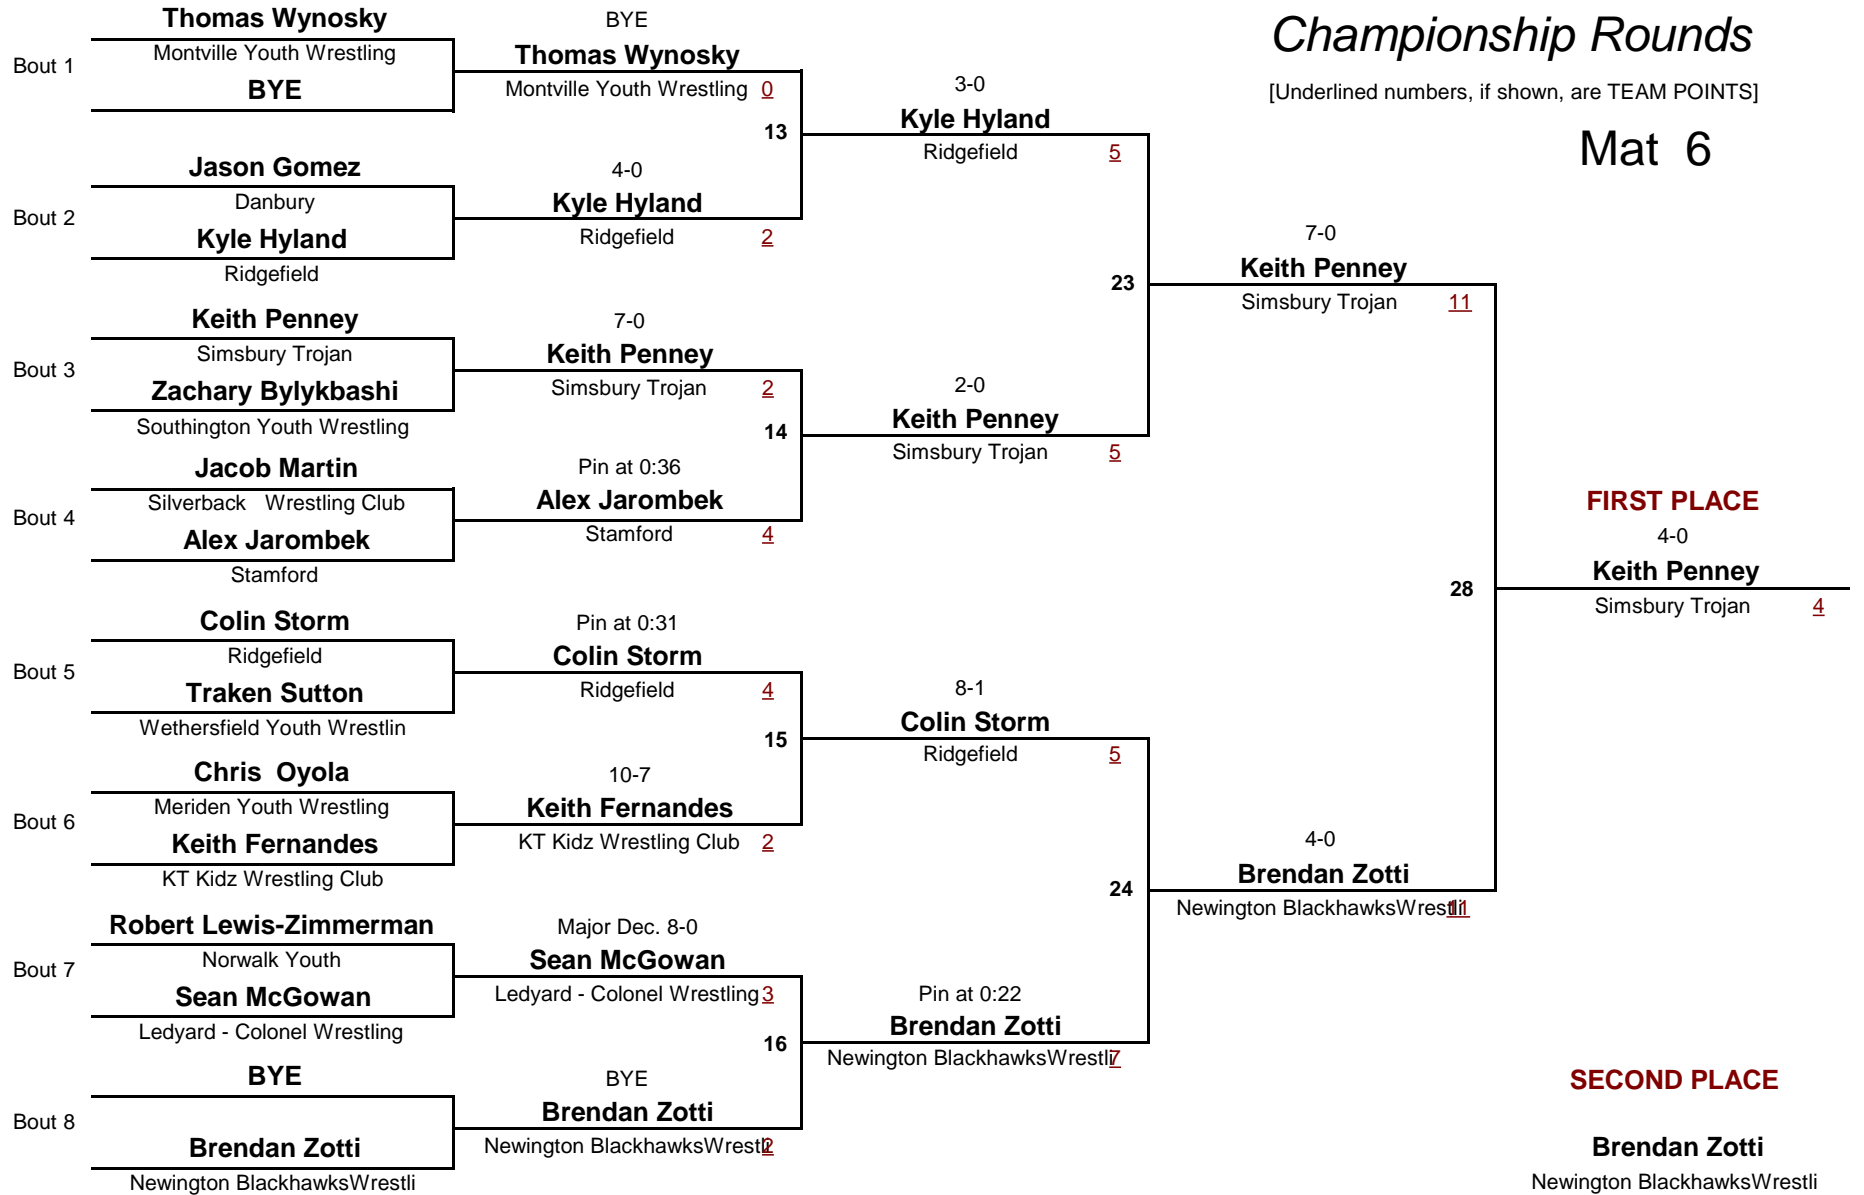 Championship Rounds
[Underlined numbers, if shown, are TEAM POINTS]
Mat 6
Bout 1
Thomas Wynosky
Montville Youth Wrestling
BYE
Bout 2
Jason Gomez
Danbury
Kyle Hyland
Ridgefield
Bout 3
Keith Penney
Simsbury Trojan
Zachary Bylykbashi
Southington Youth Wrestling
Bout 4
Jacob Martin
Silverback Wrestling Club
Alex Jarombek
Stamford
Bout 5
Colin Storm
Ridgefield
Traken Sutton
Wethersfield Youth Wrestlin
Bout 6
Chris Oyola
Meriden Youth Wrestling
Keith Fernandes
KT Kidz Wrestling Club
Bout 7
Robert Lewis-Zimmerman
Norwalk Youth
Sean McGowan
Ledyard - Colonel Wrestling
Bout 8
BYE
Brendan Zotti
Newington BlackhawksWrestli
BYE
Thomas Wynosky
Montville Youth Wrestling 0
13
4-0
Kyle Hyland
Ridgefield 2
7-0
Keith Penney
Simsbury Trojan 2
14
Pin at 0:36
Alex Jarombek
Stamford 4
Pin at 0:31
Colin Storm
Ridgefield 4
15
10-7
Keith Fernandes
KT Kidz Wrestling Club 2
Major Dec. 8-0
Sean McGowan
Ledyard - Colonel Wrestling 3
16
BYE
Brendan Zotti
Newington BlackhawksWrestli 2
3-0
Kyle Hyland
Ridgefield 5
23
2-0
Keith Penney
Simsbury Trojan 5
8-1
Colin Storm
Ridgefield 5
24
Pin at 0:22
Brendan Zotti
Newington BlackhawksWrestli 7
7-0
Keith Penney
Simsbury Trojan 11
28
4-0
Brendan Zotti
Newington BlackhawksWrestli 11
FIRST PLACE
4-0
Keith Penney
Simsbury Trojan 4
SECOND PLACE
Brendan Zotti
Newington BlackhawksWrestli